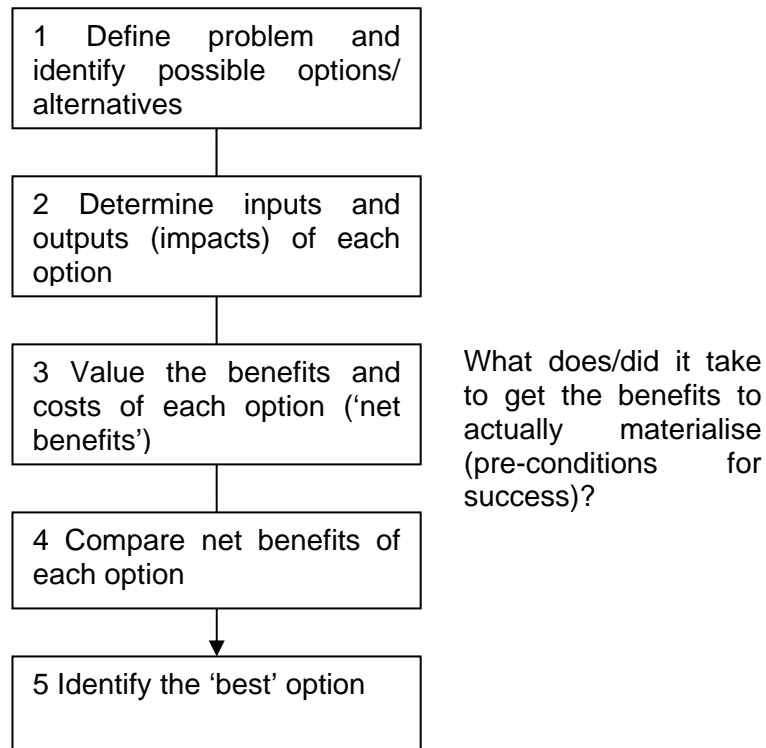 1 Define problem and
identify possible options/
alternatives
2 Determine inputs and
outputs (impacts) of each
option
3 Value the benefits and
costs of each option (‘net
benefits’)
What does/did it take
to get the benefits to
actually materialise
(pre-conditions for
success)?
4 Compare net benefits of
each option
5 Identify the ‘best’ option